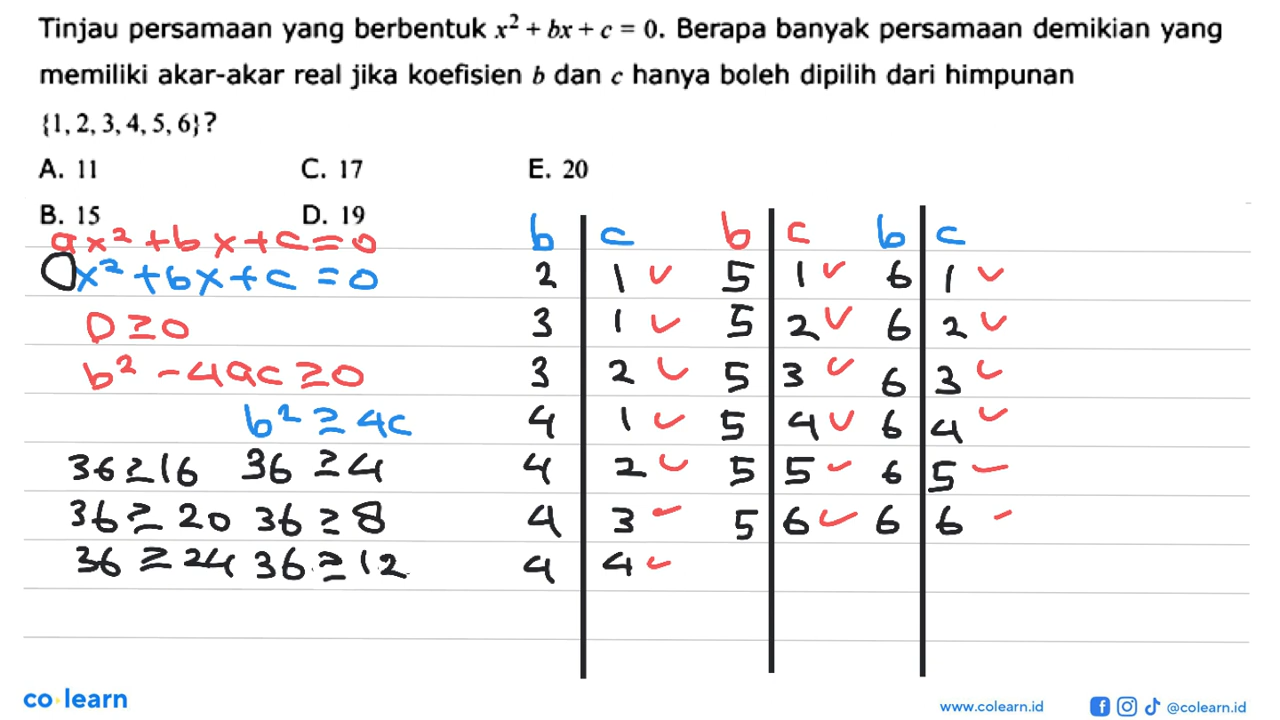 Tinjau persamaan yang berbentuk x² + bx + c = 0. Berapa banyak persamaan demikian yang
memiliki akar-akar real jika koefisien b dan c hanya boleh dipilih dari himpunan
{1, 2, 3, 4, 5, 6}?
A. 11 C. 17 E. 20
B. 15 D. 19
ax² + bx + c = 0
x² + bx + c = 0
D ≥ 0
b² - 4ac ≥ 0
b² ≥ 4c
36 ≥ 16 36 ≥ 4
36 ≥ 20 36 ≥ 8
36 ≥ 24 36 ≥ 12
b c b c b c
2 1 ✓ 5 1 ✓ 6 1 ✓
3 1 ✓ 5 2 ✓ 6 2 ✓
3 2 ✓ 5 3 ✓ 6 3 ✓
4 1 ✓ 5 4 ✓ 6 4 ✓
4 2 ✓ 5 5 ✓ 6 5 ✓
4 3 ✓ 5 6 ✓ 6 6 ✓
4 4 ✓
co learn
www.colearn.id @colearn.id